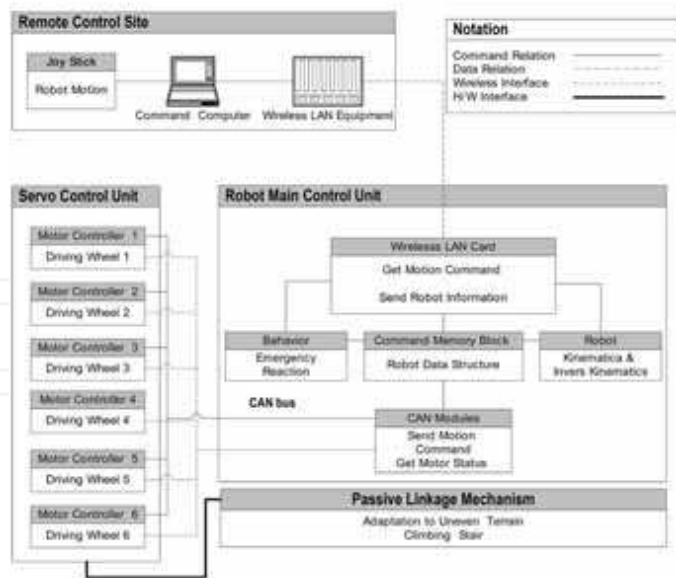 Remote Control Site
Joy Stick
Robot Motion
Command Computer
Wireless LAN Equipment
Notation
Command Relation
Data Relation
Wireless Interface
H/W Interface
Servo Control Unit
Motor Controller 1
Driving Wheel 1
Motor Controller 2
Driving Wheel 2
Motor Controller 3
Driving Wheel 3
Motor Controller 4
Driving Wheel 4
Motor Controller 5
Driving Wheel 5
Motor Controller 6
Driving Wheel 6
Robot Main Control Unit
Wirelesas LAN Card
Get Motion Command
Send Robot Information
Behavior
Emergency
Reaction
Command Memory Block
Robot Data Structure
Robot
Kinematica &
Invers Kinematics
CAN bus
CAN Modules
Send Motion
Command
Get Motor Status
Passive Linkage Mechanism
Adaptation to Uneven Terrain
Climbing Stair